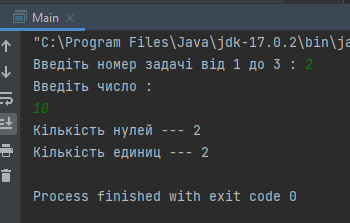 Main
"C:\Program Files\Java\jdk-17.0.2\bin\ja
Введіть номер задачі від 1 до 3 : 2
Введіть число :
10
Кількість нулей --- 2
Кількість единиц --- 2
Process finished with exit code 0